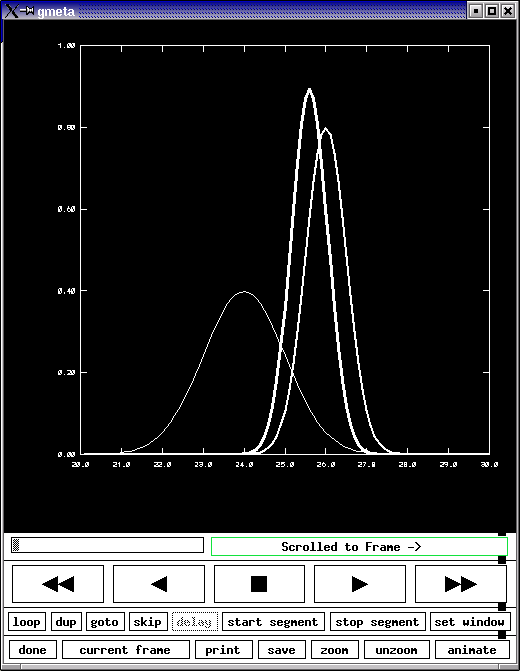 gmeta
1.00
0.80
0.60
0.40
0.20
0.00
20.0 21.0 22.0 23.0 24.0 25.0 26.0 27.0 28.0 29.0 30.0
Scrolled to Frame ->
loop dup goto skip delay start segment stop segment set window
done current frame print save zoom unzoom animate